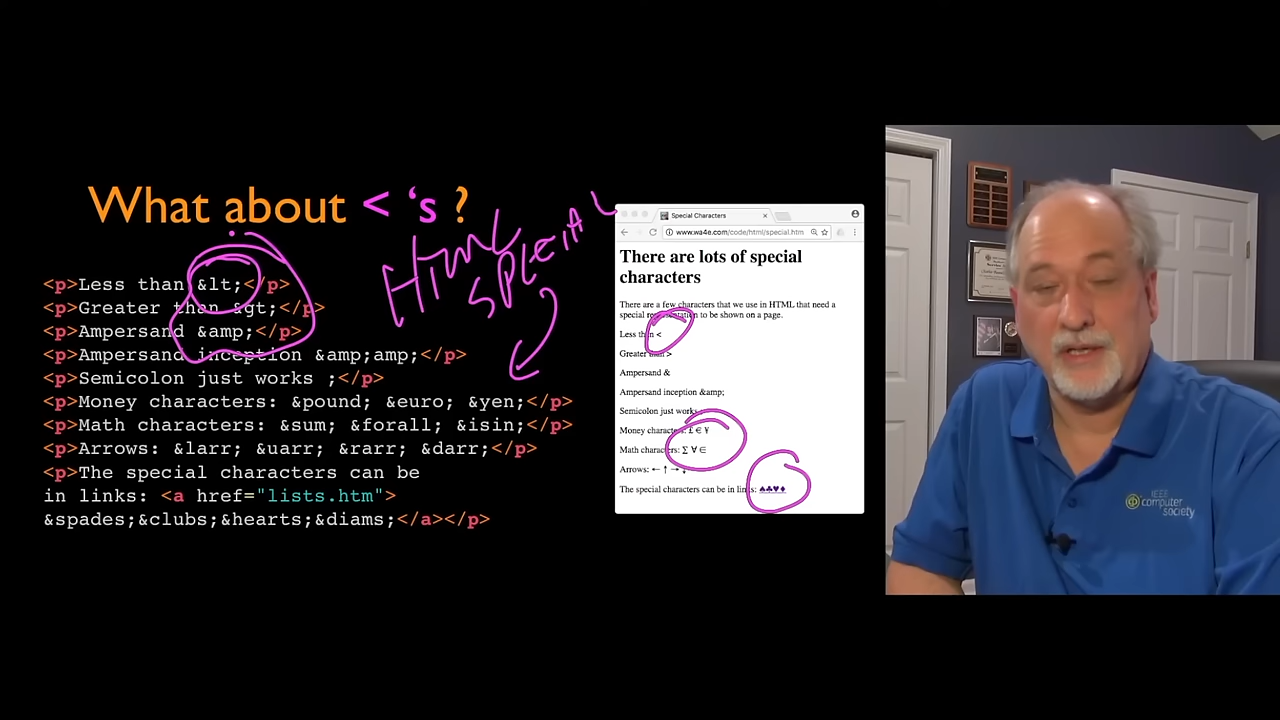 What about < 's ?
HTML
SPECIAL
<p>Less than &lt;</p>
<p>Greater than &gt;</p>
<p>Ampersand &amp;</p>
<p>Ampersand inception &amp;amp;</p>
<p>Semicolon just works ;</p>
<p>Money characters: &pound; &euro; &yen;</p>
<p>Math characters: &sum; &forall; &isin;</p>
<p>Arrows: &larr; &uarr; &rarr; &darr;</p>
<p>The special characters can be
in links: <a href="lists.htm">
&spades;&clubs;&hearts;&diams;</a></p>
Special Characters
www.wa4e.com/code/html/special.htm
There are lots of special
characters
There are a few characters that we use in HTML that need a
special representation to be shown on a page.
Less than <
Greater than >
Ampersand &
Ampersand inception &amp;
Semicolon just works
Money characters: £ € ¥
Math characters: ∑ ∀ ∈
Arrows: ← ↑ →
The special characters can be in links: ♠♣♥♦
IEEE
computer
society